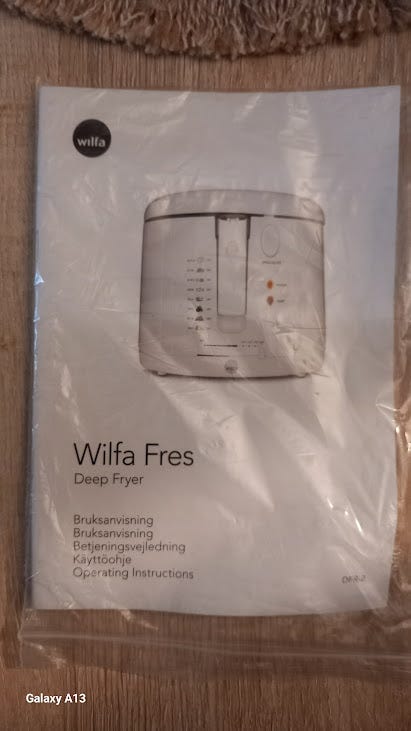 wilfa
Wilfa Fres
Deep Fryer
Bruksanvisning
Bruksanvisning
Betjeningsvejledning
Käyttöohje
Operating Instructions
Galaxy A13